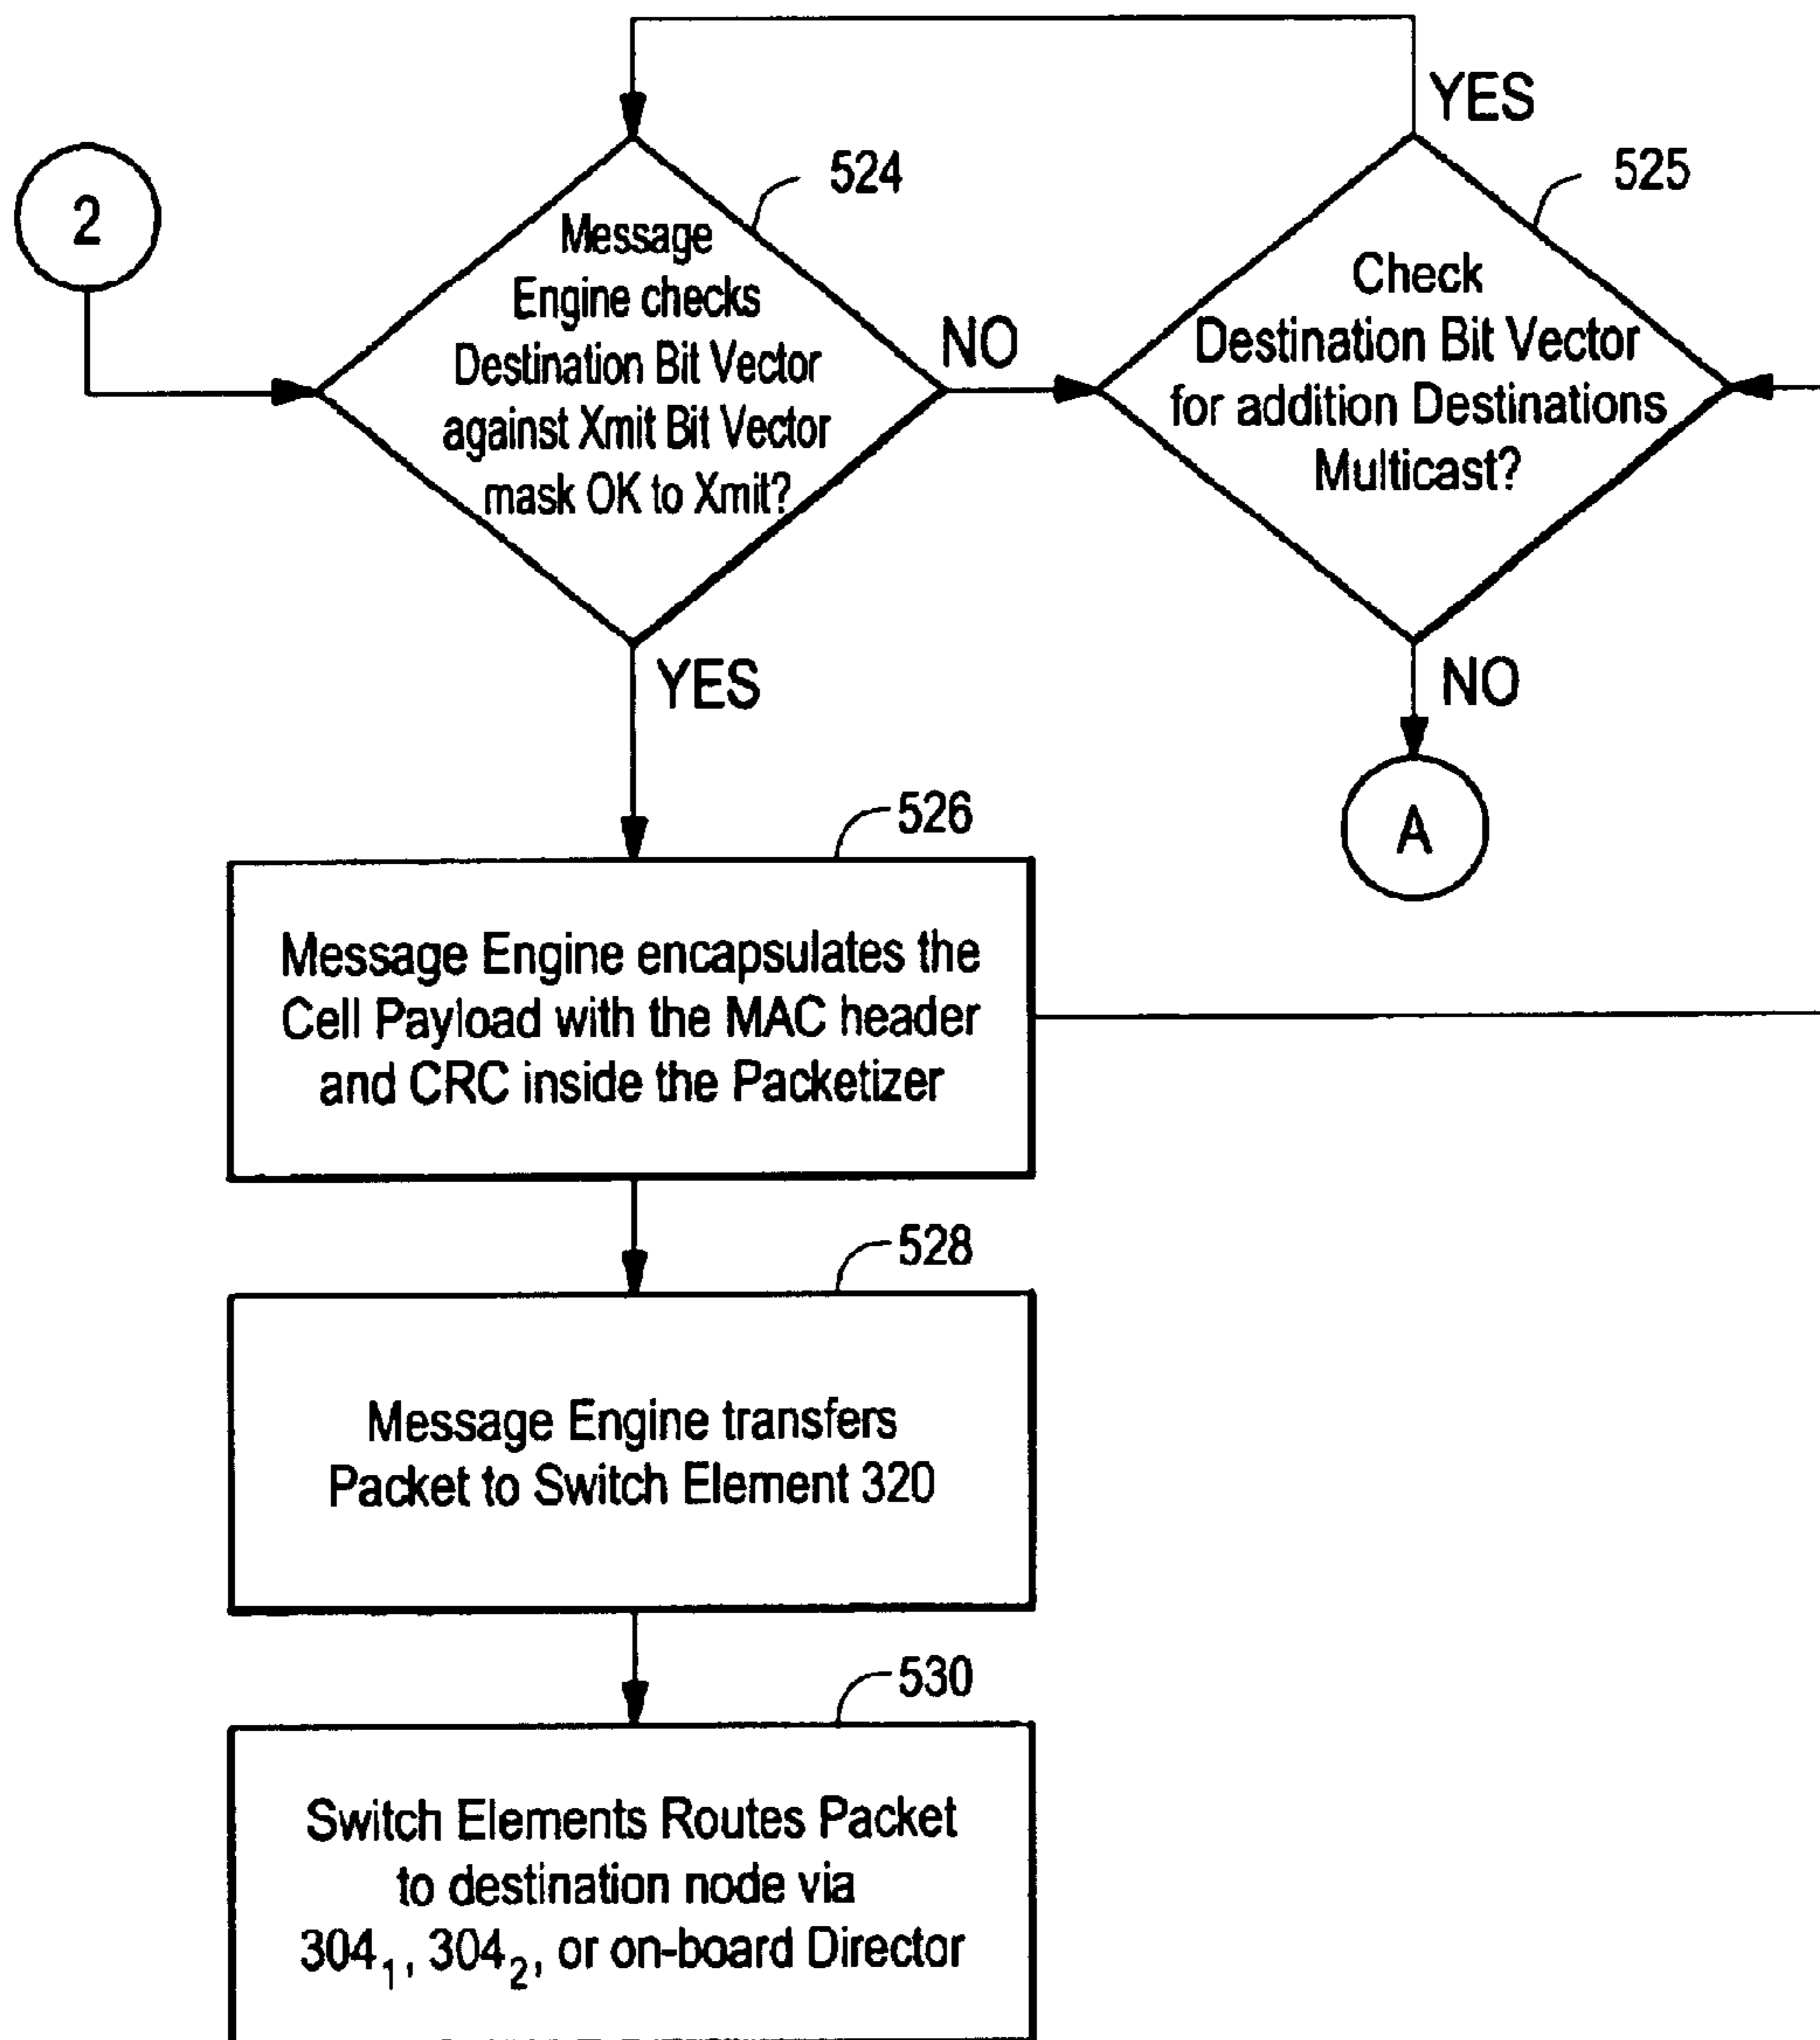 YES
2
524
Message
Engine checks
Destination Bit Vector
against Xmit Bit Vector
mask OK to Xmit?
NO
525
Check
Destination Bit Vector
for addition Destinations
Multicast?
YES
NO
A
526
Message Engine encapsulates the
Cell Payload with the MAC header
and CRC inside the Packetizer
528
Message Engine transfers
Packet to Switch Element 320
530
Switch Elements Routes Packet
to destination node via
304₁, 304₂, or on-board Director